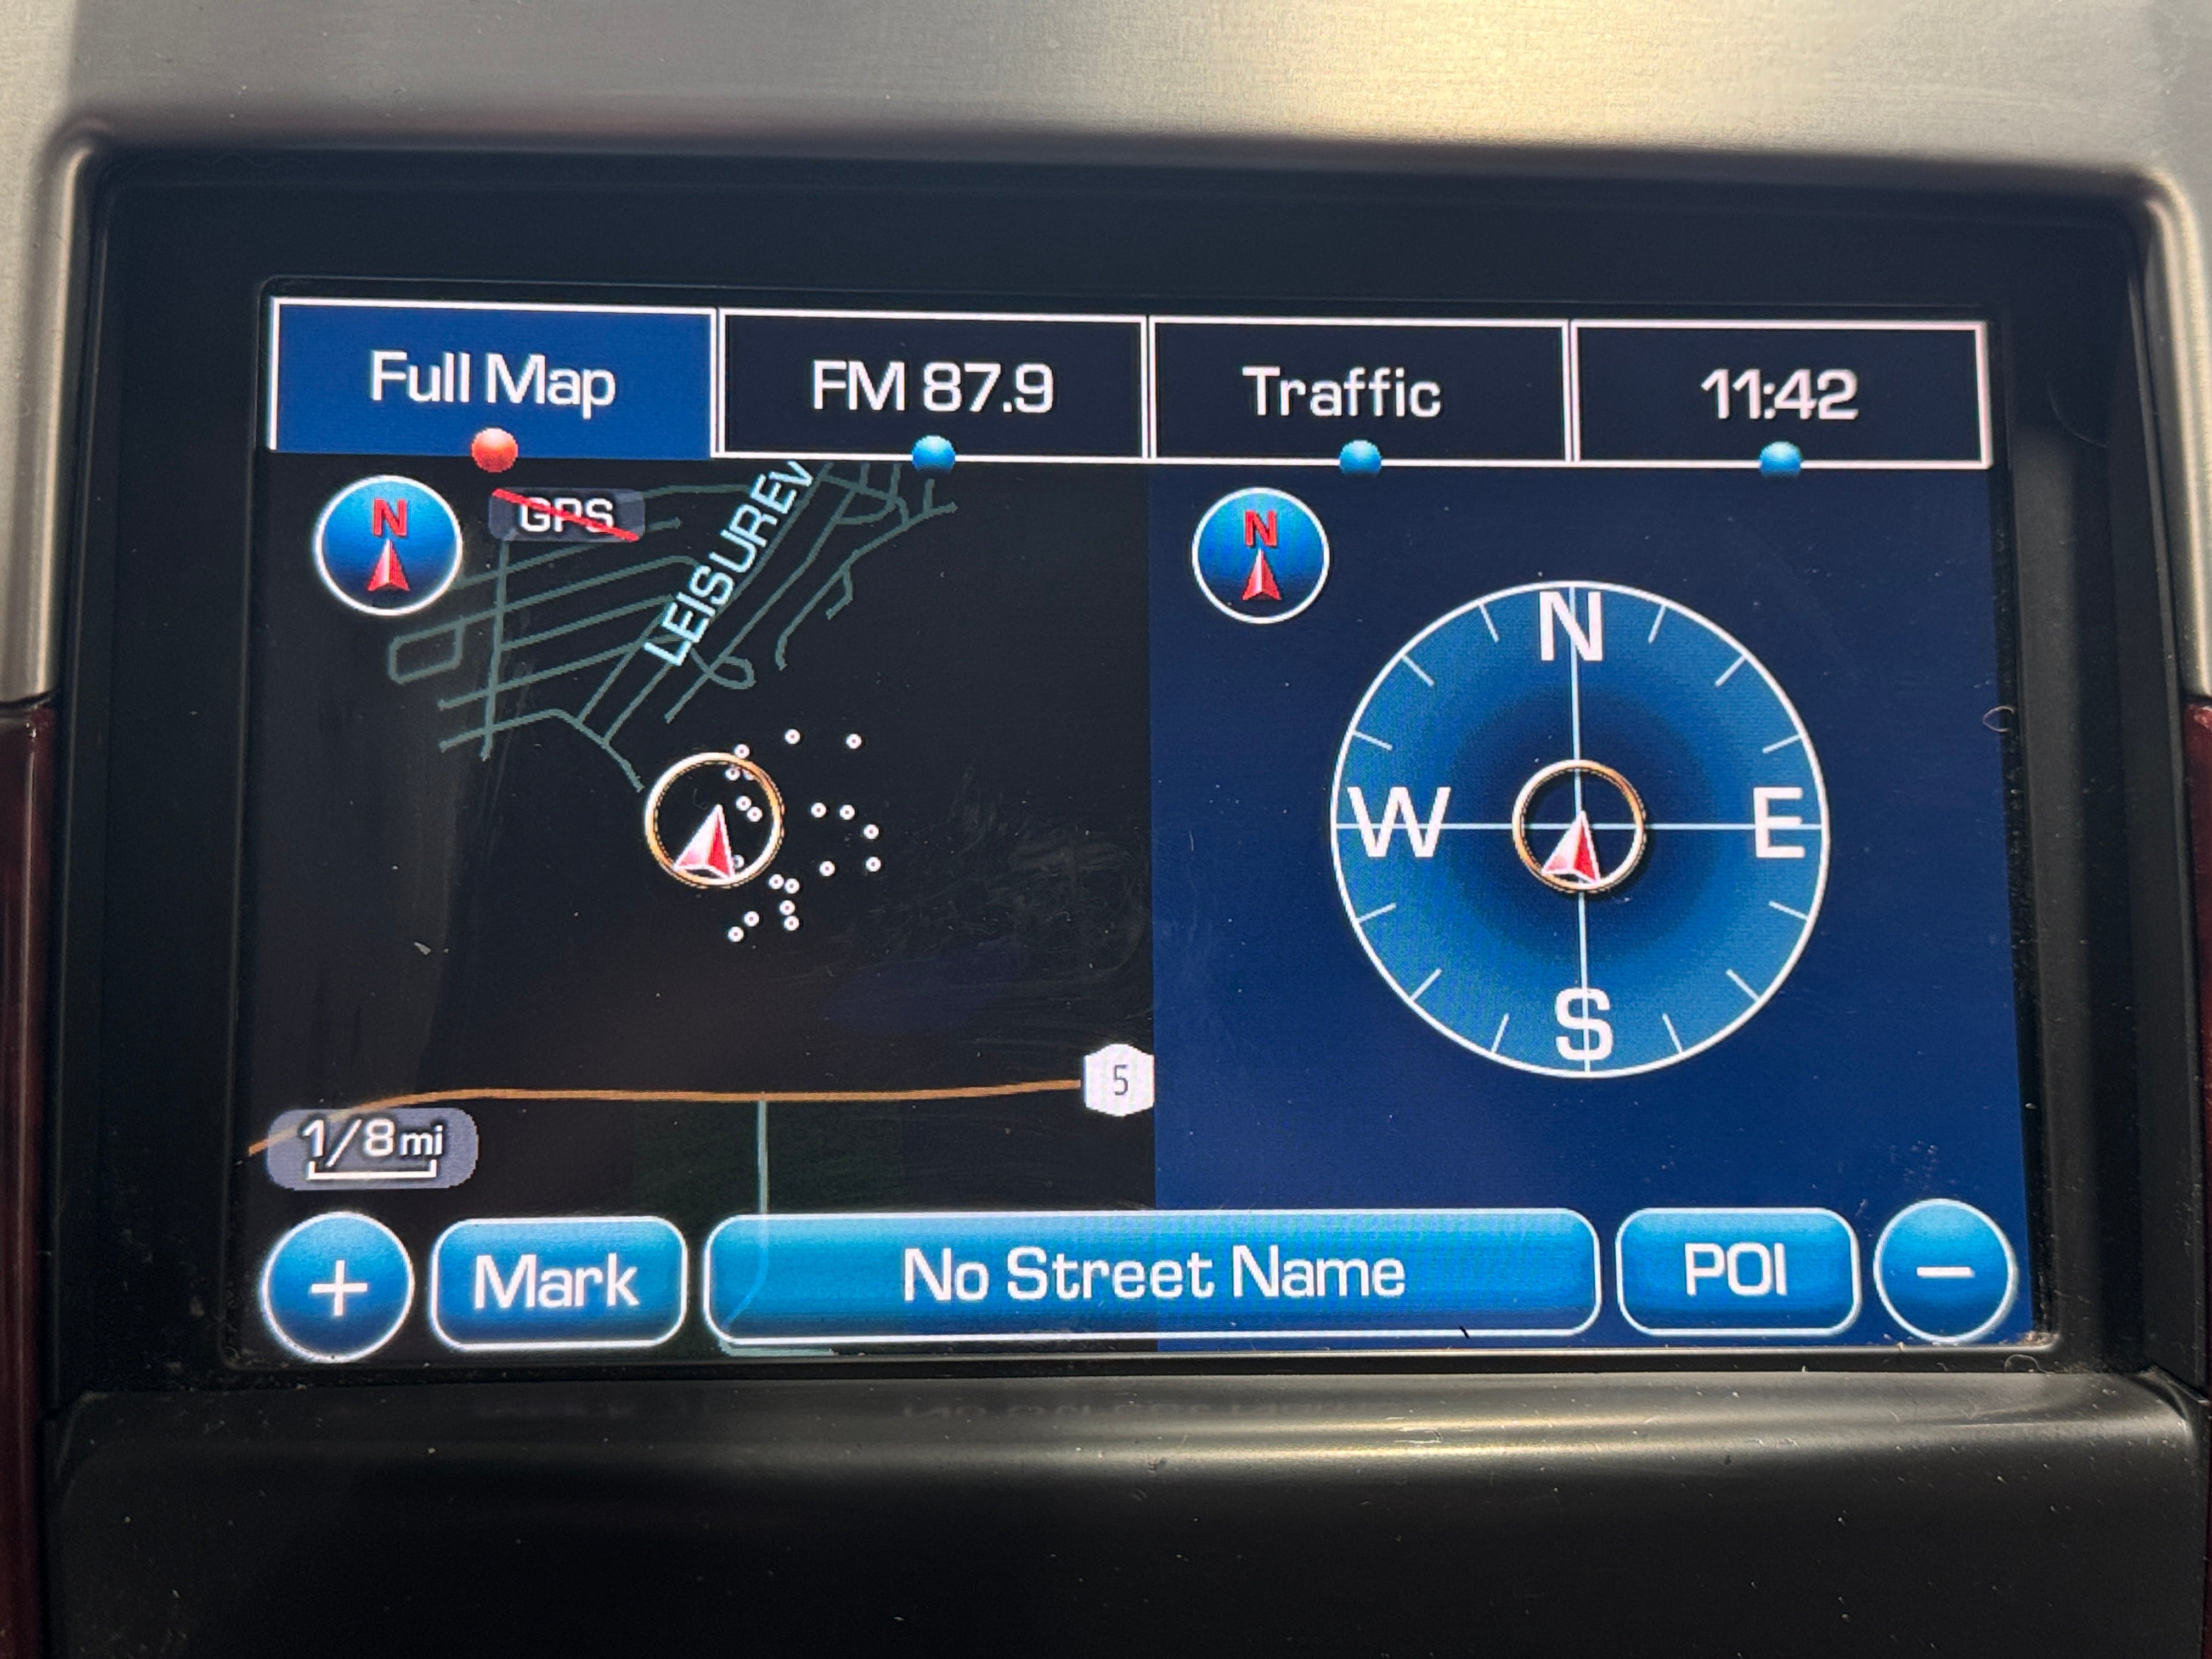 Full Map
FM 87.9
Traffic
11:42
N
GPS
LEISUREV
N
N
W
E
S
5
1/8mi
+
Mark
No Street Name
POI
−